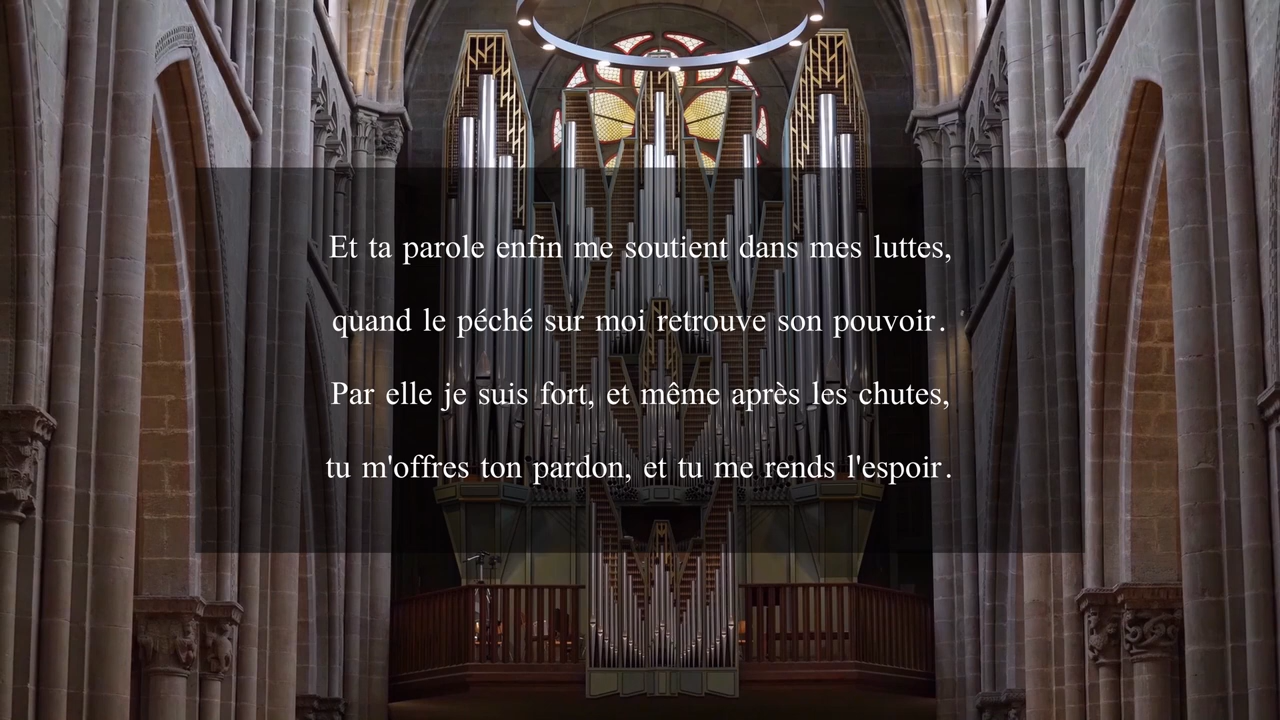 Et ta parole enfin me soutient dans mes luttes,
quand le péché sur moi retrouve son pouvoir.
Par elle je suis fort, et même après les chutes,
tu m'offres ton pardon, et tu me rends l'espoir.